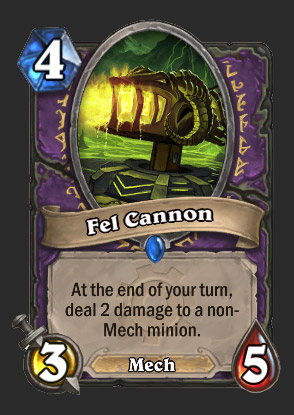 4
Fel Cannon
At the end of your turn,
deal 2 damage to a non-
Mech minion.
3
Mech
5